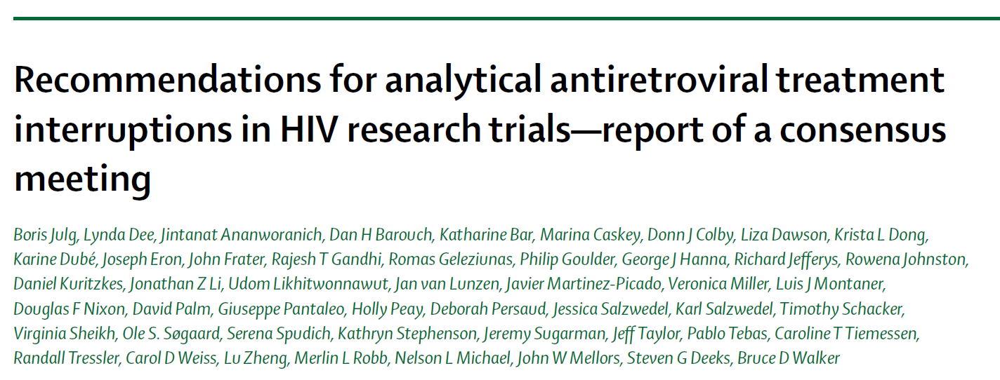 Recommendations for analytical antiretroviral treatment
interruptions in HIV research trials—report of a consensus
meeting
Boris Julg, Lynda Dee, Jintanat Ananworanich, Dan H Barouch, Katharine Bar, Marina Caskey, Donn J Colby, Liza Dawson, Krista L Dong,
Karine Dubé, Joseph Eron, John Frater, Rajesh T Gandhi, Romas Geleziunas, Philip Goulder, George J Hanna, Richard Jefferys, Rowena Johnston,
Daniel Kuritzkes, Jonathan Z Li, Udom Likhitwonnawut, Jan van Lunzen, Javier Martinez-Picado, Veronica Miller, Luis J Montaner,
Douglas F Nixon, David Palm, Giuseppe Pantaleo, Holly Peay, Deborah Persaud, Jessica Salzwedel, Karl Salzwedel, Timothy Schacker,
Virginia Sheikh, Ole S. Søgaard, Serena Spudich, Kathryn Stephenson, Jeremy Sugarman, Jeff Taylor, Pablo Tebas, Caroline T Tiemessen,
Randall Tressler, Carol D Weiss, Lu Zheng, Merlin L Robb, Nelson L Michael, John W Mellors, Steven G Deeks, Bruce D Walker